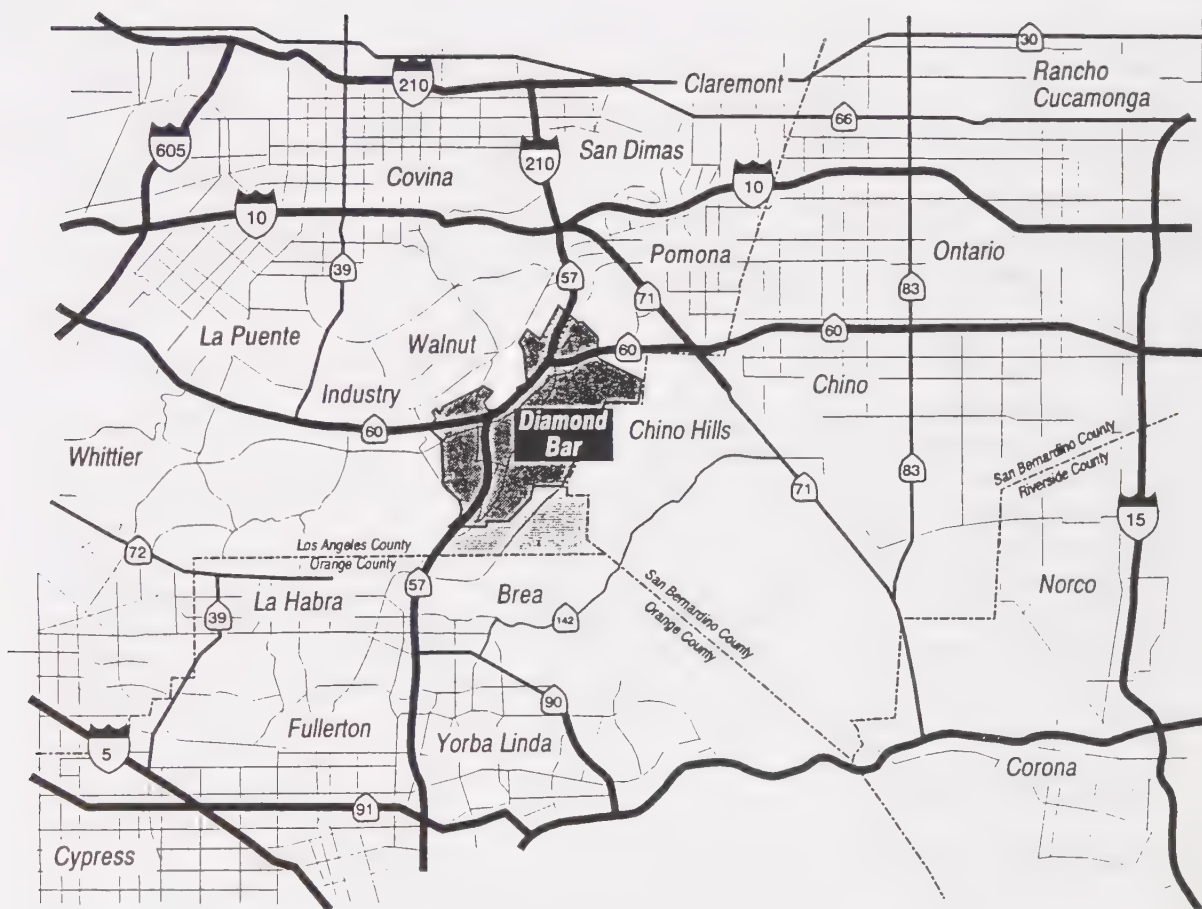 30
210
Claremont
Rancho
Cucamonga
66
605
210
San Dimas
Covina
10
10
Pomona
Ontario
39
57
71
83
La Puente
Walnut
60
60
Chino
Industry
60
Diamond
Bar
Chino Hills
Whittier
83
71
San Bernardino County
Riverside County
15
72
Los Angeles County
Orange County
57
Brea
Norco
La Habra
39
142
San Bernardino County
Orange County
90
Fullerton
Yorba Linda
5
Corona
91
Cypress